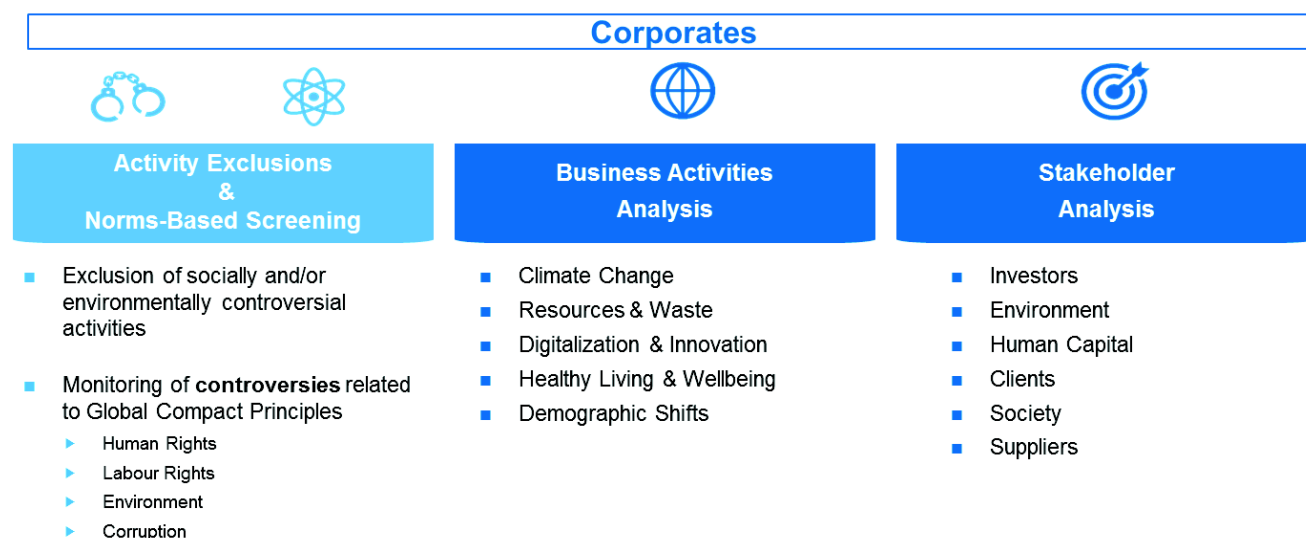 Corporates
Activity Exclusions
&
Norms-Based Screening
Exclusion of socially and/or
environmentally controversial
activities
Monitoring of controversies related
to Global Compact Principles
Human Rights
Labour Rights
Environment
Corruption
Business Activities
Analysis
Climate Change
Resources & Waste
Digitalization & Innovation
Healthy Living & Wellbeing
Demographic Shifts
Stakeholder
Analysis
Investors
Environment
Human Capital
Clients
Society
Suppliers